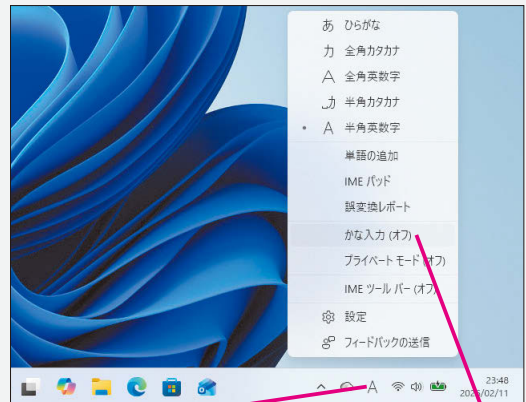 あ ひらがな
カ 全角カタカナ
A 全角英数字
_カ 半角カタカナ
• A 半角英数字
単語の追加
IME パッド
誤変換レポート
かな入力 (オフ)
プライベート モード (オフ)
IME ツール バー (オフ)
設定
フィードバックの送信
A
23:48
2025/02/11